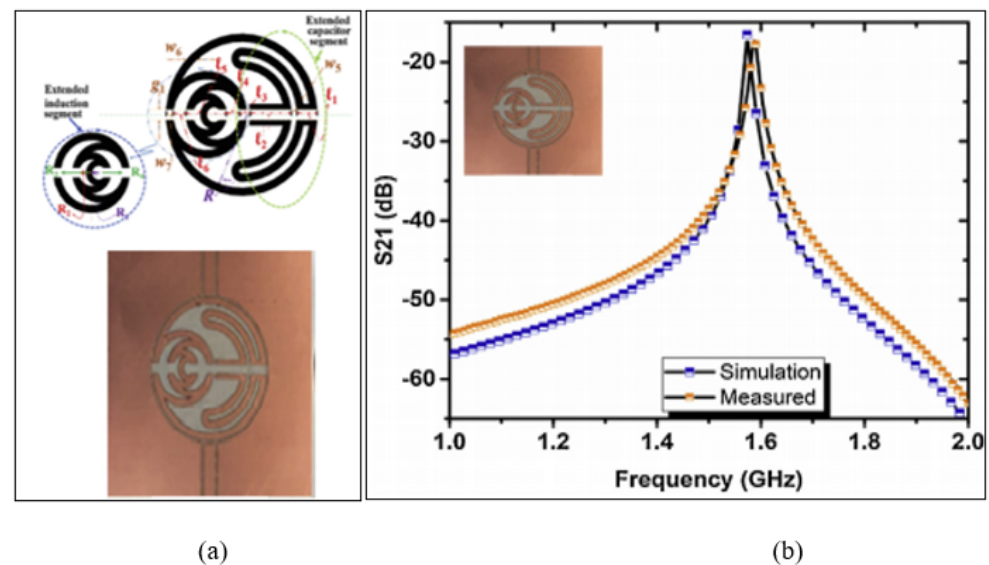 Extended
capacitor
segment
w₆
w₅
ℓ₅
ℓ₄
ℓ₃
ℓ₁
g₁
Extended
induction
segment
ℓ₂
w₇
ℓ₆
R₃
(a)
-20
-30
-40
-50
-60
S21 (dB)
Simulation
Measured
1.0 1.2 1.4 1.6 1.8 2.0
Frequency (GHz)
(b)